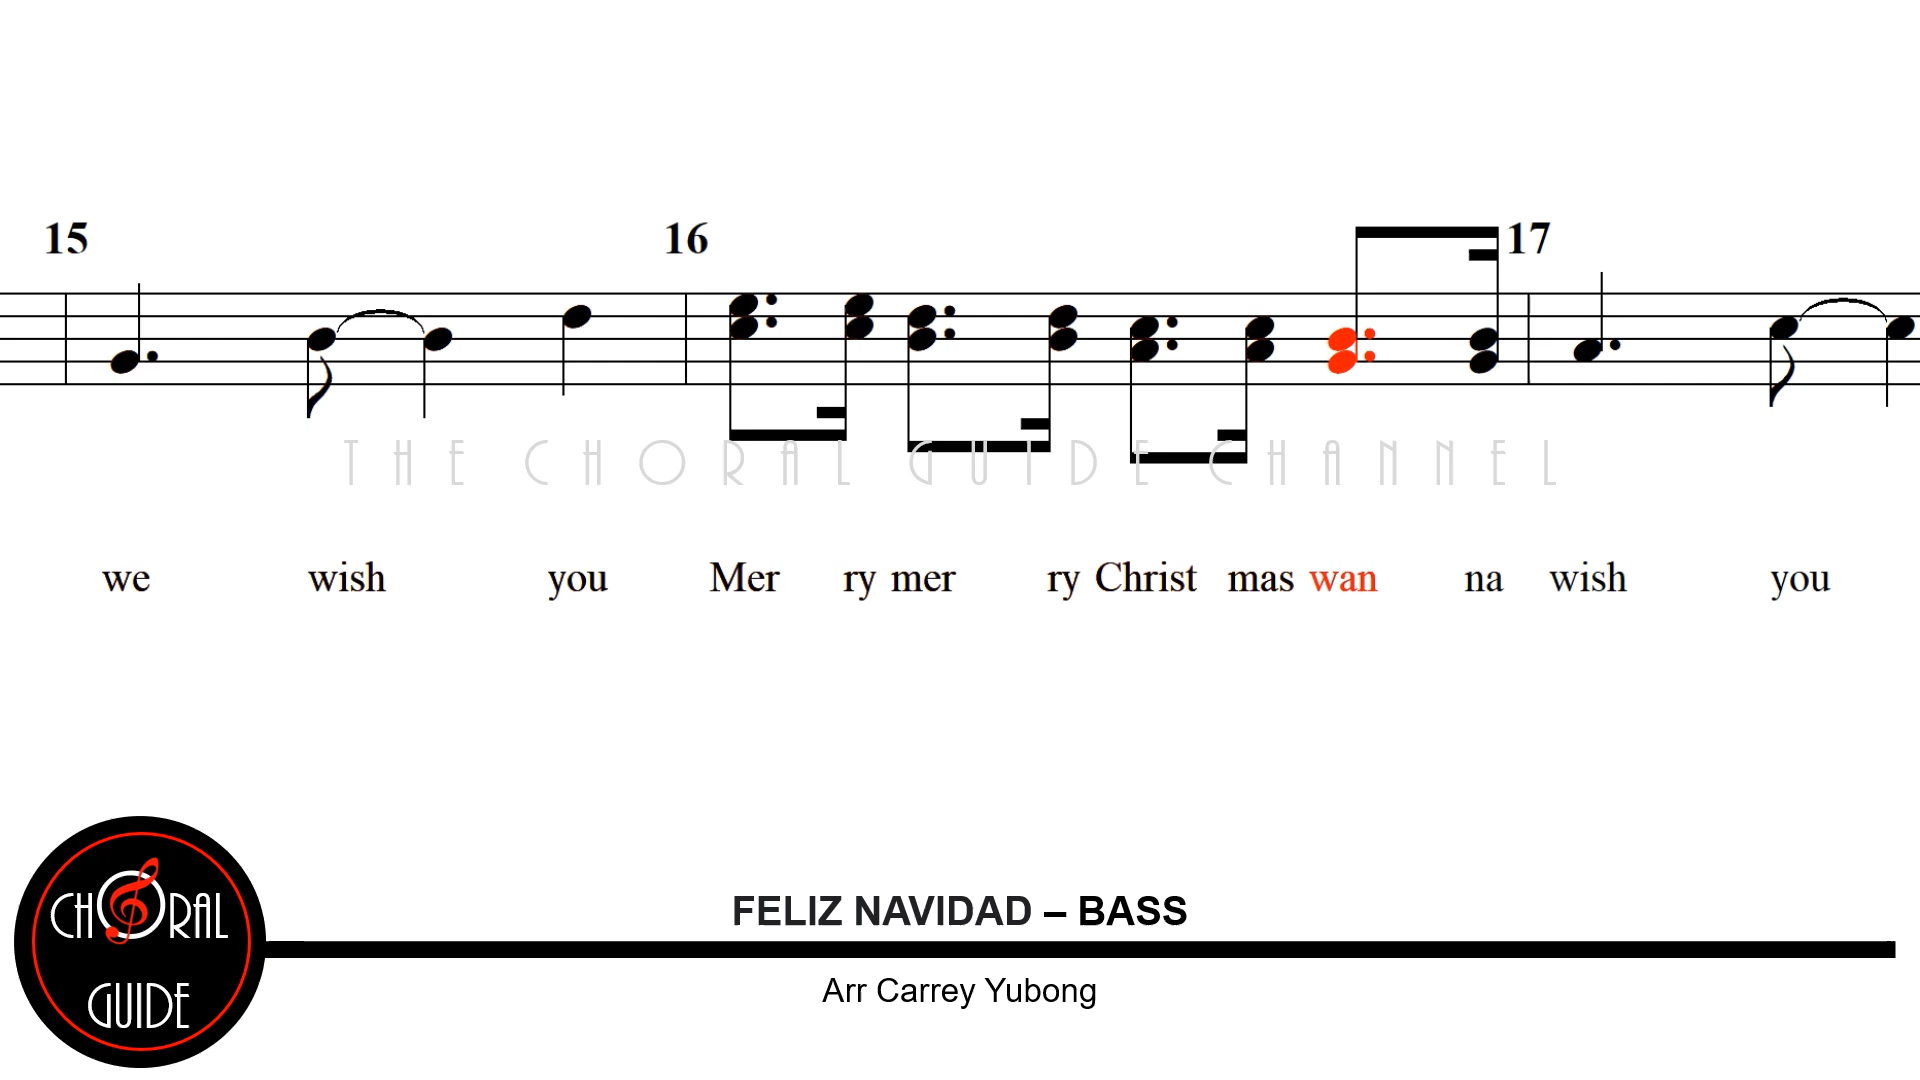 15 16 17
THE CHORAL GUIDE CHANNEL
we wish you Mer ry mer ry Christ mas wan na wish you
CHORAL
GUIDE
FELIZ NAVIDAD – BASS
Arr Carrey Yubong